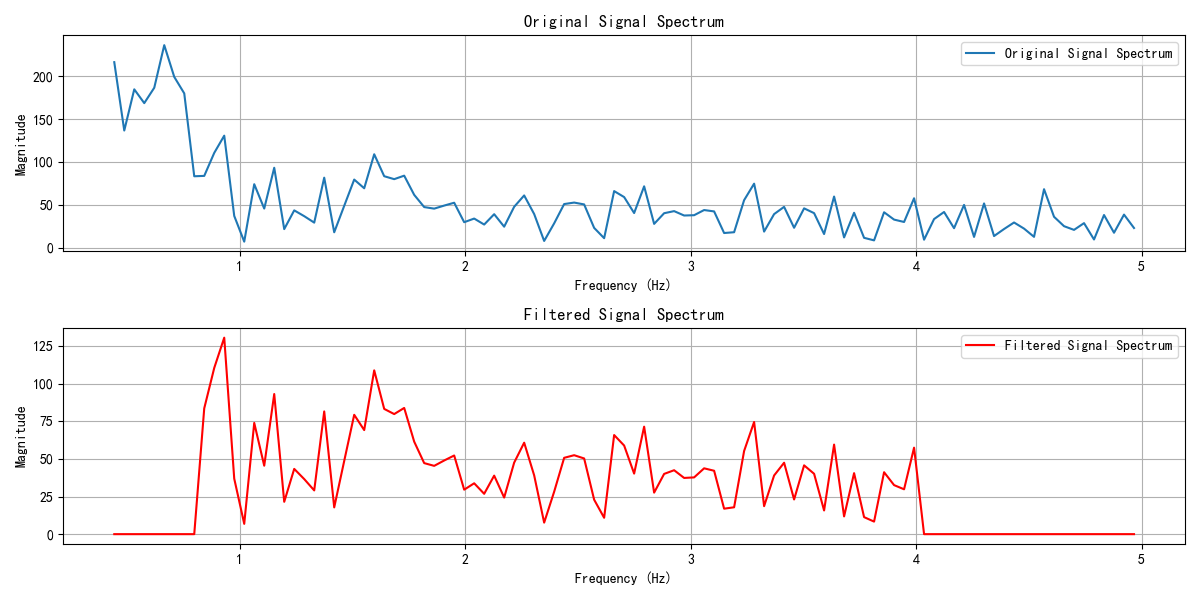 Original Signal Spectrum
Original Signal Spectrum
Magnitude
200
150
100
50
0
1 2 3 4 5
Frequency (Hz)
Filtered Signal Spectrum
Filtered Signal Spectrum
Magnitude
125
100
75
50
25
0
1 2 3 4 5
Frequency (Hz)